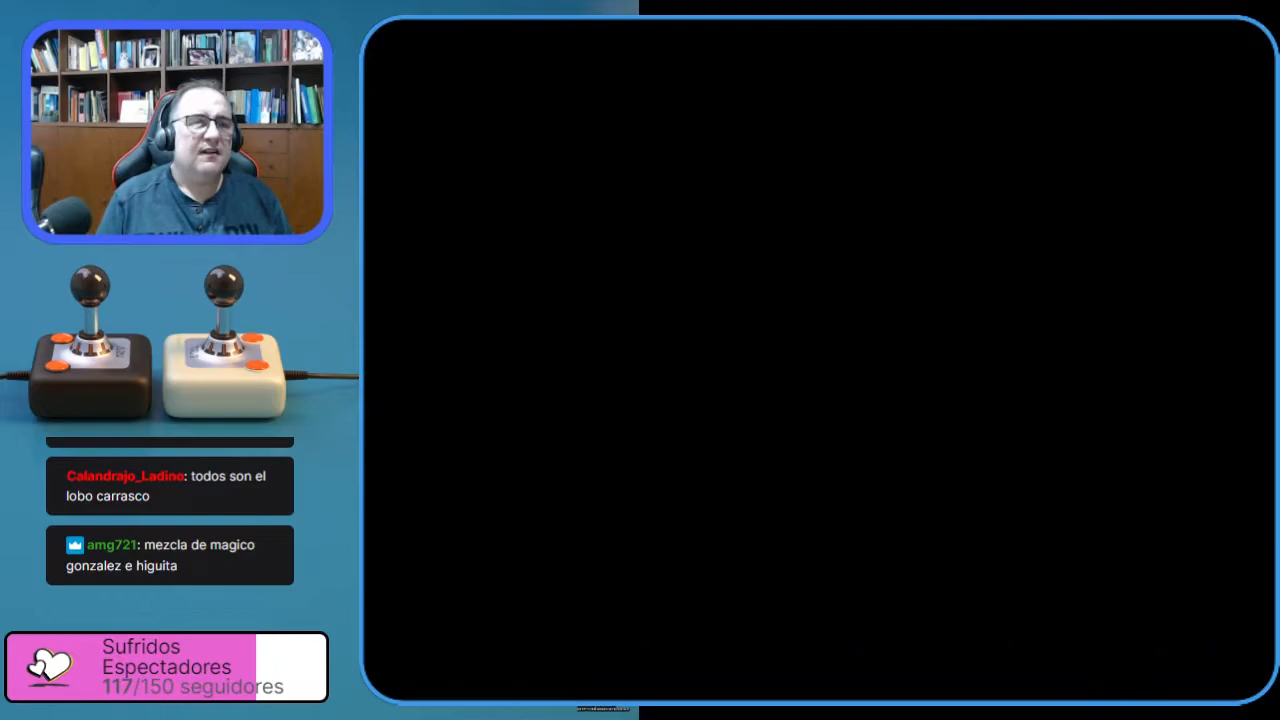 Calandrajo_Ladino: todos son el
lobo carrasco
amg721: mezcla de magico
gonzalez e higuita
Sufridos
Espectadores
117/150 seguidores